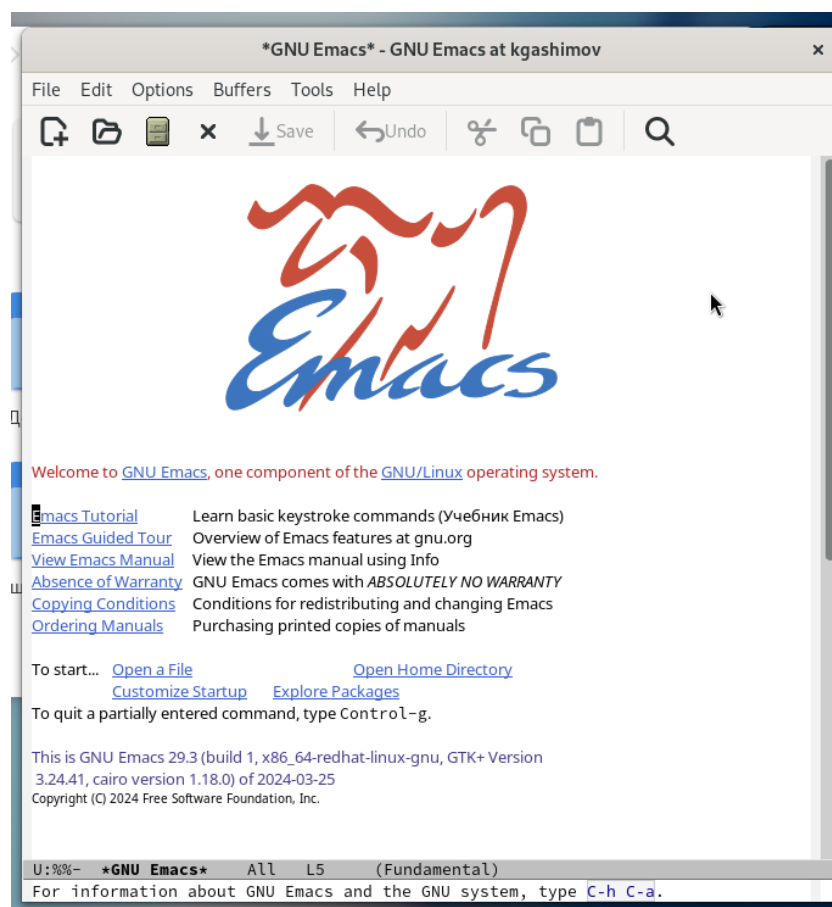 *GNU Emacs* - GNU Emacs at kgashimov ×
File Edit Options Buffers Tools Help
Save Undo
Emacs
Welcome to GNU Emacs, one component of the GNU/Linux operating system.
Emacs Tutorial Learn basic keystroke commands (Учебник Emacs)
Emacs Guided Tour Overview of Emacs features at gnu.org
View Emacs Manual View the Emacs manual using Info
Absence of Warranty GNU Emacs comes with ABSOLUTELY NO WARRANTY
Copying Conditions Conditions for redistributing and changing Emacs
Ordering Manuals Purchasing printed copies of manuals
To start... Open a File Open Home Directory
Customize Startup Explore Packages
To quit a partially entered command, type Control-g.
This is GNU Emacs 29.3 (build 1, x86_64-redhat-linux-gnu, GTK+ Version
3.24.41, cairo version 1.18.0) of 2024-03-25
Copyright (C) 2024 Free Software Foundation, Inc.
U:%%- *GNU Emacs* All L5 (Fundamental)
For information about GNU Emacs and the GNU system, type C-h C-a.